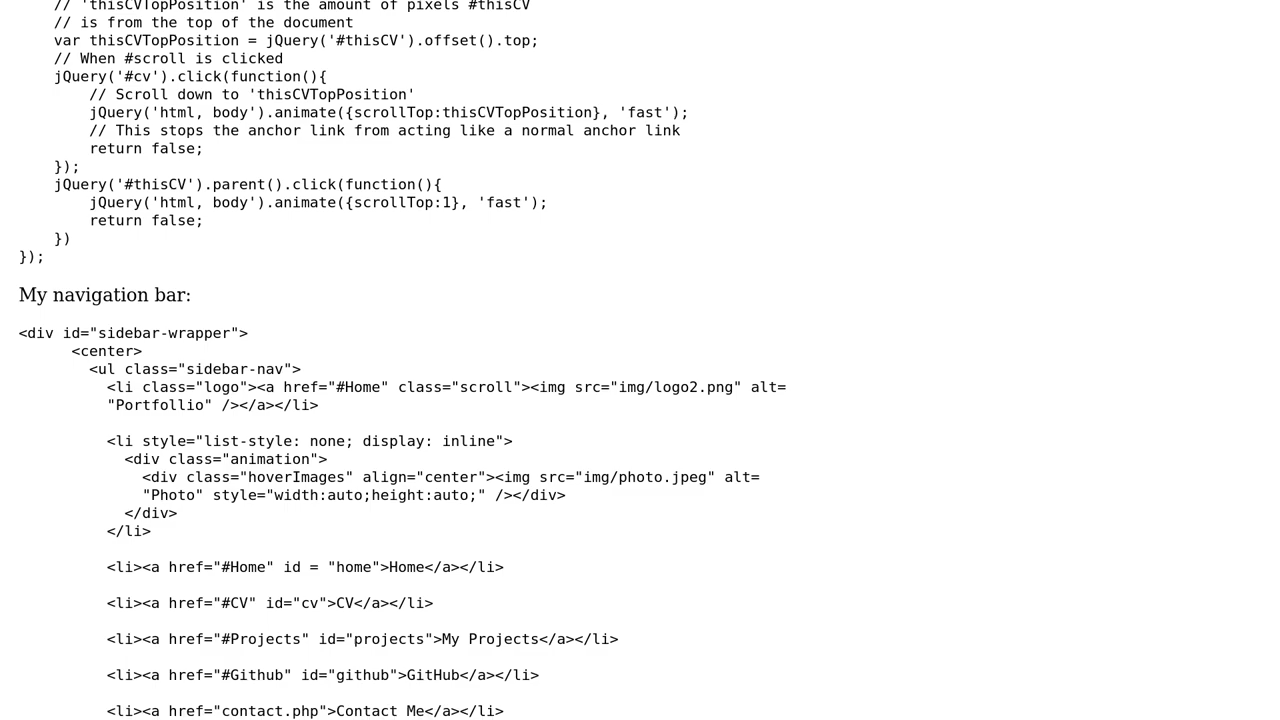 // 'thisCVTopPosition' is the amount of pixels #thisCV
// is from the top of the document
var thisCVTopPosition = jQuery('#thisCV').offset().top;
// When #scroll is clicked
jQuery('#cv').click(function(){
// Scroll down to 'thisCVTopPosition'
jQuery('html, body').animate({scrollTop:thisCVTopPosition}, 'fast');
// This stops the anchor link from acting like a normal anchor link
return false;
});
jQuery('#thisCV').parent().click(function(){
jQuery('html, body').animate({scrollTop:1}, 'fast');
return false;
})
});
My navigation bar:
<div id="sidebar-wrapper">
<center>
<ul class="sidebar-nav">
<li class="logo"><a href="#Home" class="scroll"><img src="img/logo2.png" alt=
"Portfollio" /></a></li>
<li style="list-style: none; display: inline">
<div class="animation">
<div class="hoverImages" align="center"><img src="img/photo.jpeg" alt=
"Photo" style="width:auto;height:auto;" /></div>
</div>
</li>
<li><a href="#Home" id = "home">Home</a></li>
<li><a href="#CV" id="cv">CV</a></li>
<li><a href="#Projects" id="projects">My Projects</a></li>
<li><a href="#Github" id="github">GitHub</a></li>
<li><a href="contact.php">Contact Me</a></li>